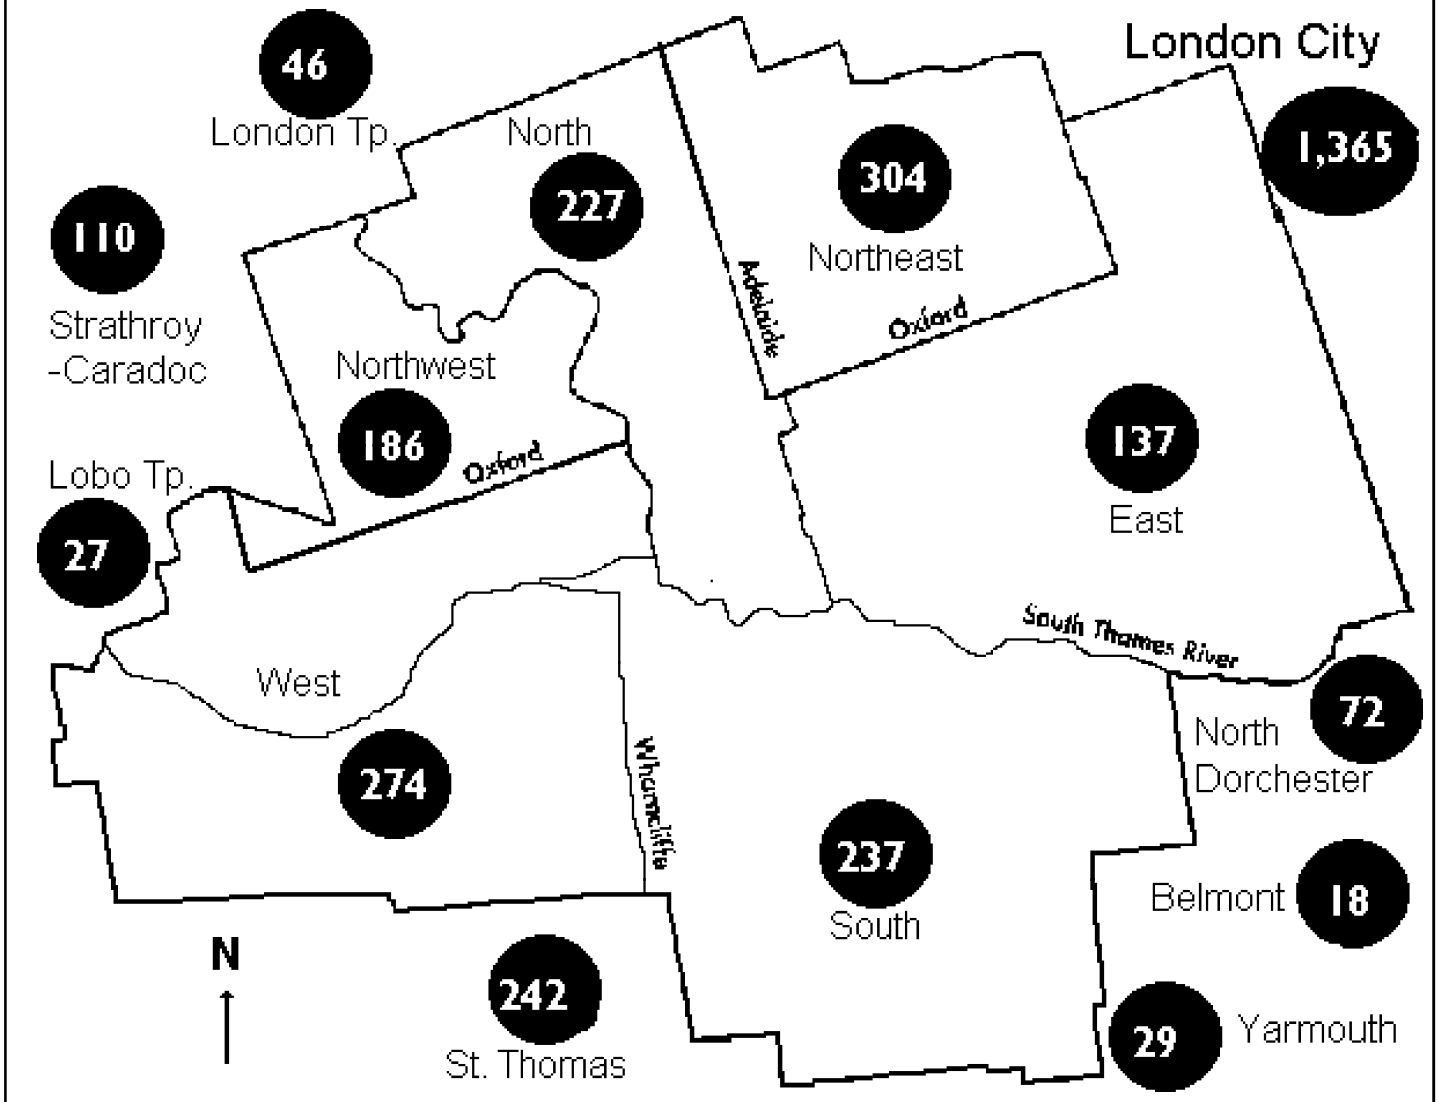 London City
1,365
46
London Tp.
North
227
304
Northeast
110
Strathroy
-Caradoc
Adelaide
Oxford
Northwest
186
Oxford
137
East
Lobo Tp.
27
South Thames River
West
274
Wharncliffe
72
North
Dorchester
237
South
Belmont
18
N
242
St. Thomas
29
Yarmouth